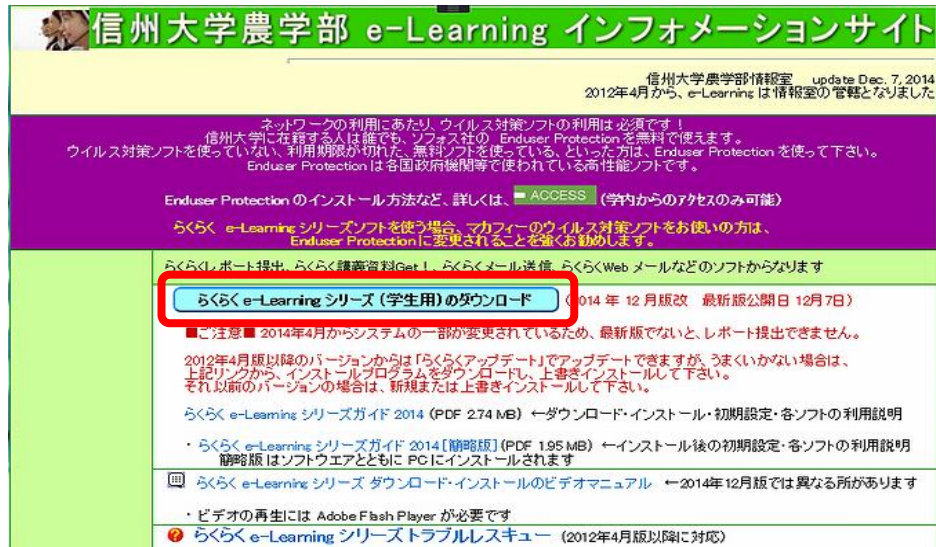 信州大学農学部 e-Learning インフォメーションサイト
信州大学農学部情報室 update Dec. 7, 2014
2012年4月から、e-Learning は情報室の管轄となりました
ネットワークの利用にあたり、ウイルス対策ソフトの利用は必須です！
信州大学に在籍する人は誰でも、ソフォス社の Enduser Protection を無料で使えます。
ウイルス対策ソフトを使っていない、利用期限が切れた、無料ソフトを使っている、といった方は、Enduser Protection を使って下さい。
Enduser Protection は各国政府機関等で使われている高性能ソフトです。
Enduser Protection のインストール方法など、詳しくは、 ACCESS （学内からのアクセスのみ可能）
らくらく e-Learning シリーズソフトを使う場合、マカフィーのウイルス対策ソフトをお使いの方は、
Enduser Protection に変更されることを強くお勧めします。
らくらくレポート提出、らくらく講義資料Get！、らくらくメール送信、らくらくWeb メールなどのソフトからなります
らくらく e-Learning シリーズ（学生用）のダウンロード （2014 年 12 月版改 最新版公開日 12月7日）
■ご注意■ 2014年4月からシステムの一部が変更されているため、最新版でないと、レポート提出できません。
2012年4月版以降のバージョンからは「らくらくアップデート」でアップデートできますが、うまくいかない場合は、
上記リンクから、インストールプログラムをダウンロードし、上書きインストールして下さい。
それ以前のバージョンの場合は、新規または上書きインストールして下さい。
らくらく e-Learning シリーズガイド 2014 (PDF 2.74 MB) ←ダウンロード・インストール・初期設定・各ソフトの利用説明
・らくらく e-Learning シリーズガイド 2014［簡略版］(PDF 1.95 MB) ←インストール後の初期設定・各ソフトの利用説明
簡略版 はソフトウエアとともに PC にインストールされます
らくらく e-Learning シリーズ ダウンロード・インストールのビデオマニュアル ←2014年12月版では異なる所があります
・ビデオの再生には Adobe Flash Player が必要です
らくらく e-Learning シリーズトラブルレスキュー (2012年4月版以降に対応)